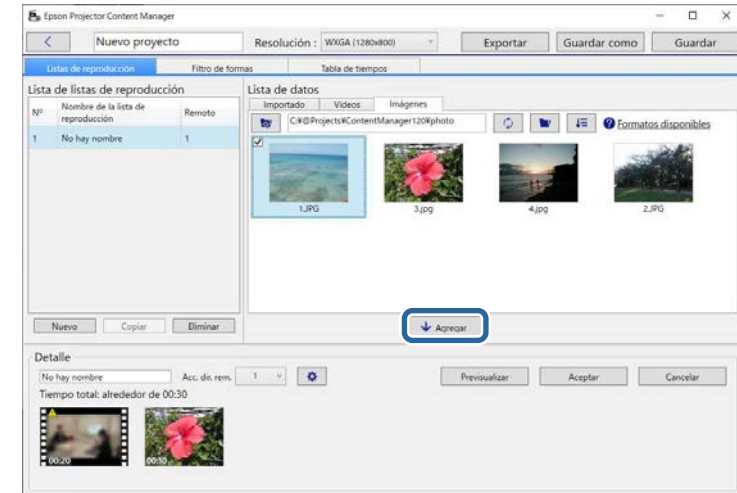 Epson Projector Content Manager
Nuevo proyecto
Resolución : WXGA (1280x800)
Exportar
Guardar como
Guardar
Listas de reproducción
Filtro de formas
Tabla de tiempos
Lista de listas de reproducción
Nº
Nombre de la lista de
reproducción
Remoto
1 No hay nombre 1
Nuevo
Copiar
Eliminar
Lista de datos
Importado
Vídeos
Imágenes
C:¥@Projects¥ContentManager120¥photo
Formatos disponibles
1.JPG
3.jpg
4.jpg
2.JPG
Agregar
Detalle
No hay nombre
Acc. dir. rem.
1
Previsualizar
Aceptar
Cancelar
Tiempo total: alrededor de 00:30
00:20
00:10